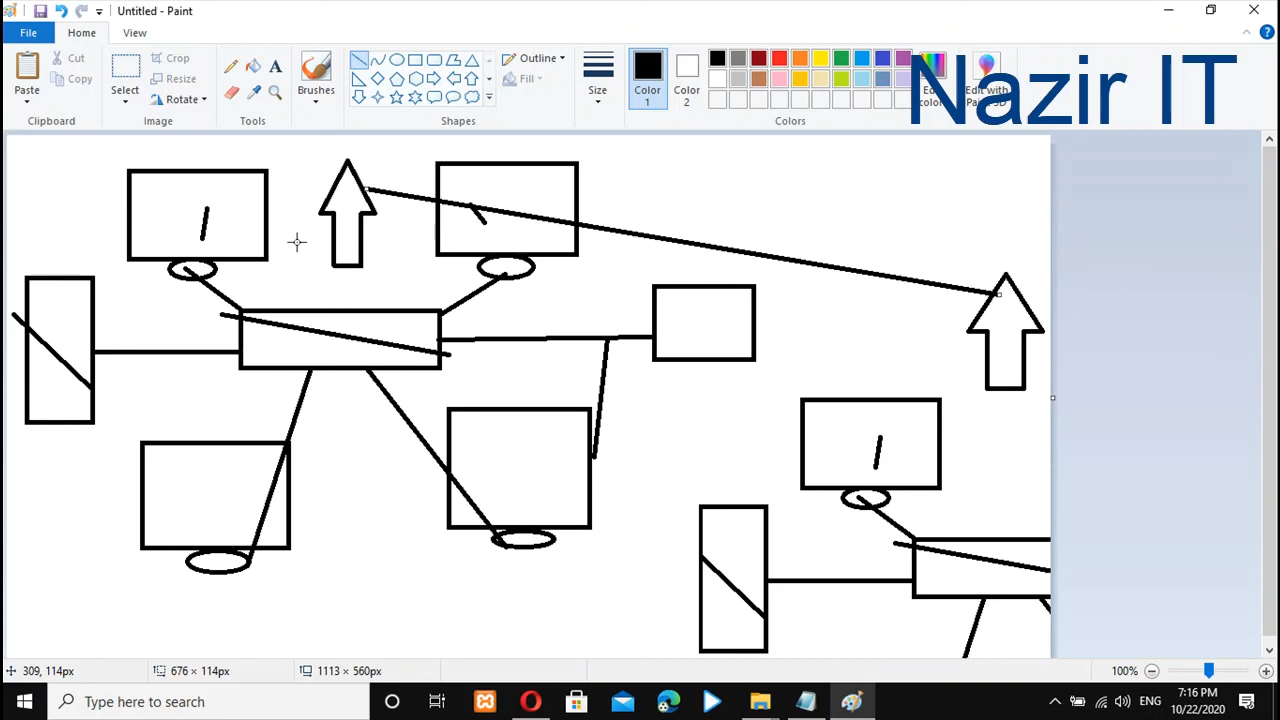 Untitled - Paint
File
Home
View
Paste
Cut
Copy
Clipboard
Select
Crop
Resize
Rotate
Image
A
Tools
Brushes
Outline
Fill
Shapes
Size
Color
1
Color
2
Colors
Nazir IT
309, 114px
676 × 114px
1113 × 560px
100%
Type here to search
ENG
7:16 PM
10/22/2020